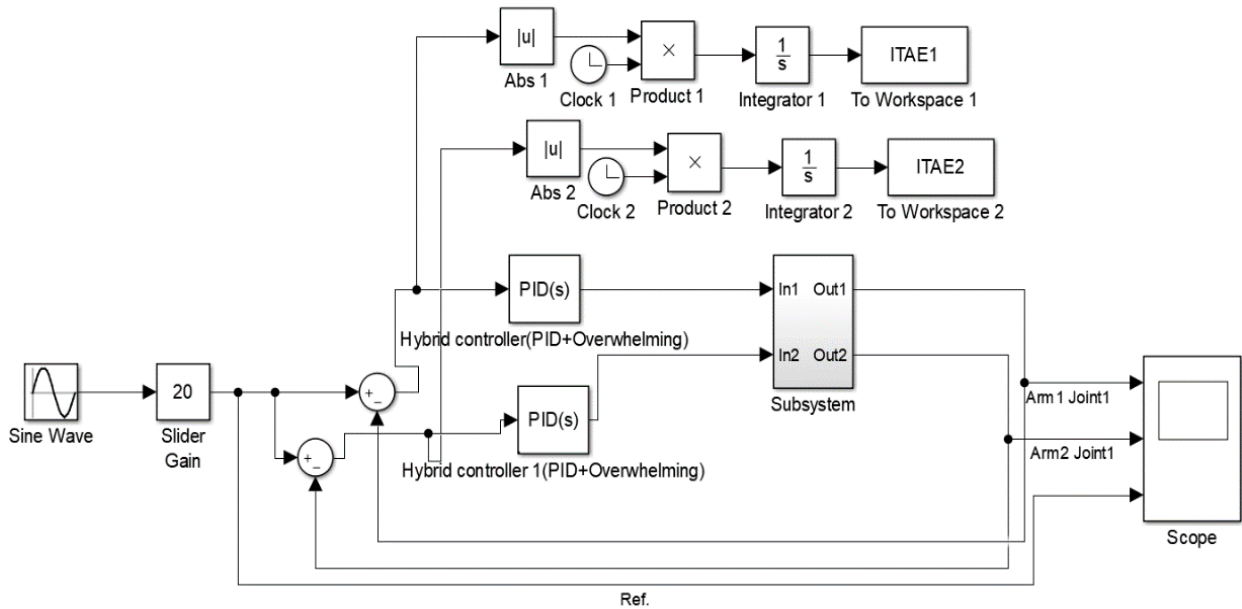 |u|
Abs 1
Clock 1
×
Product 1
1
s
Integrator 1
ITAE1
To Workspace 1
|u|
Abs 2
Clock 2
×
Product 2
1
s
Integrator 2
ITAE2
To Workspace 2
PID(s)
Hybrid controller(PID+Overwhelming)
In1 Out1
In2 Out2
Subsystem
Sine Wave
20
Slider
Gain
+
−
+
−
PID(s)
Hybrid controller 1(PID+Overwhelming)
Arm 1 Joint1
Arm2 Joint1
Scope
Ref.